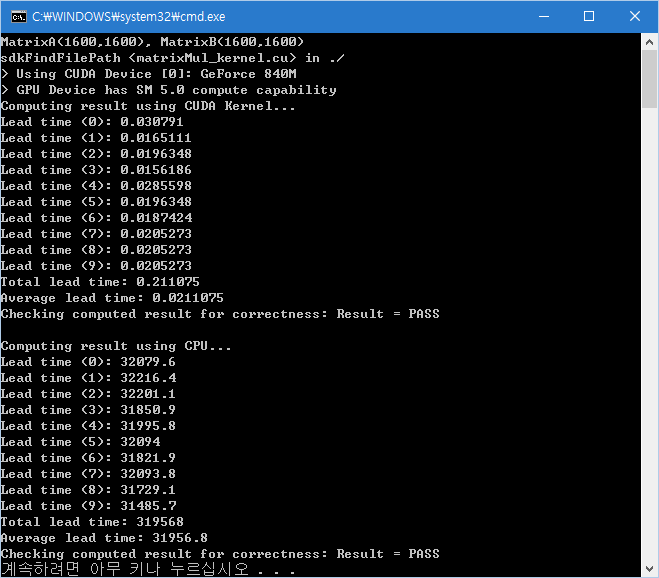 C:₩WINDOWS₩system32₩cmd.exe
MatrixA(1600,1600), MatrixB(1600,1600)
sdkFindFilePath <matrixMul_kernel.cu> in ./
> Using CUDA Device [0]: GeForce 840M
> GPU Device has SM 5.0 compute capability
Computing result using CUDA Kernel...
Lead time (0): 0.030791
Lead time (1): 0.0165111
Lead time (2): 0.0196348
Lead time (3): 0.0156186
Lead time (4): 0.0285598
Lead time (5): 0.0196348
Lead time (6): 0.0187424
Lead time (7): 0.0205273
Lead time (8): 0.0205273
Lead time (9): 0.0205273
Total lead time: 0.211075
Average lead time: 0.0211075
Checking computed result for correctness: Result = PASS
Computing result using CPU...
Lead time (0): 32079.6
Lead time (1): 32216.4
Lead time (2): 32201.1
Lead time (3): 31850.9
Lead time (4): 31995.8
Lead time (5): 32094
Lead time (6): 31821.9
Lead time (7): 32093.8
Lead time (8): 31729.1
Lead time (9): 31485.7
Total lead time: 319568
Average lead time: 31956.8
Checking computed result for correctness: Result = PASS
계속하려면 아무 키나 누르십시오 . . .